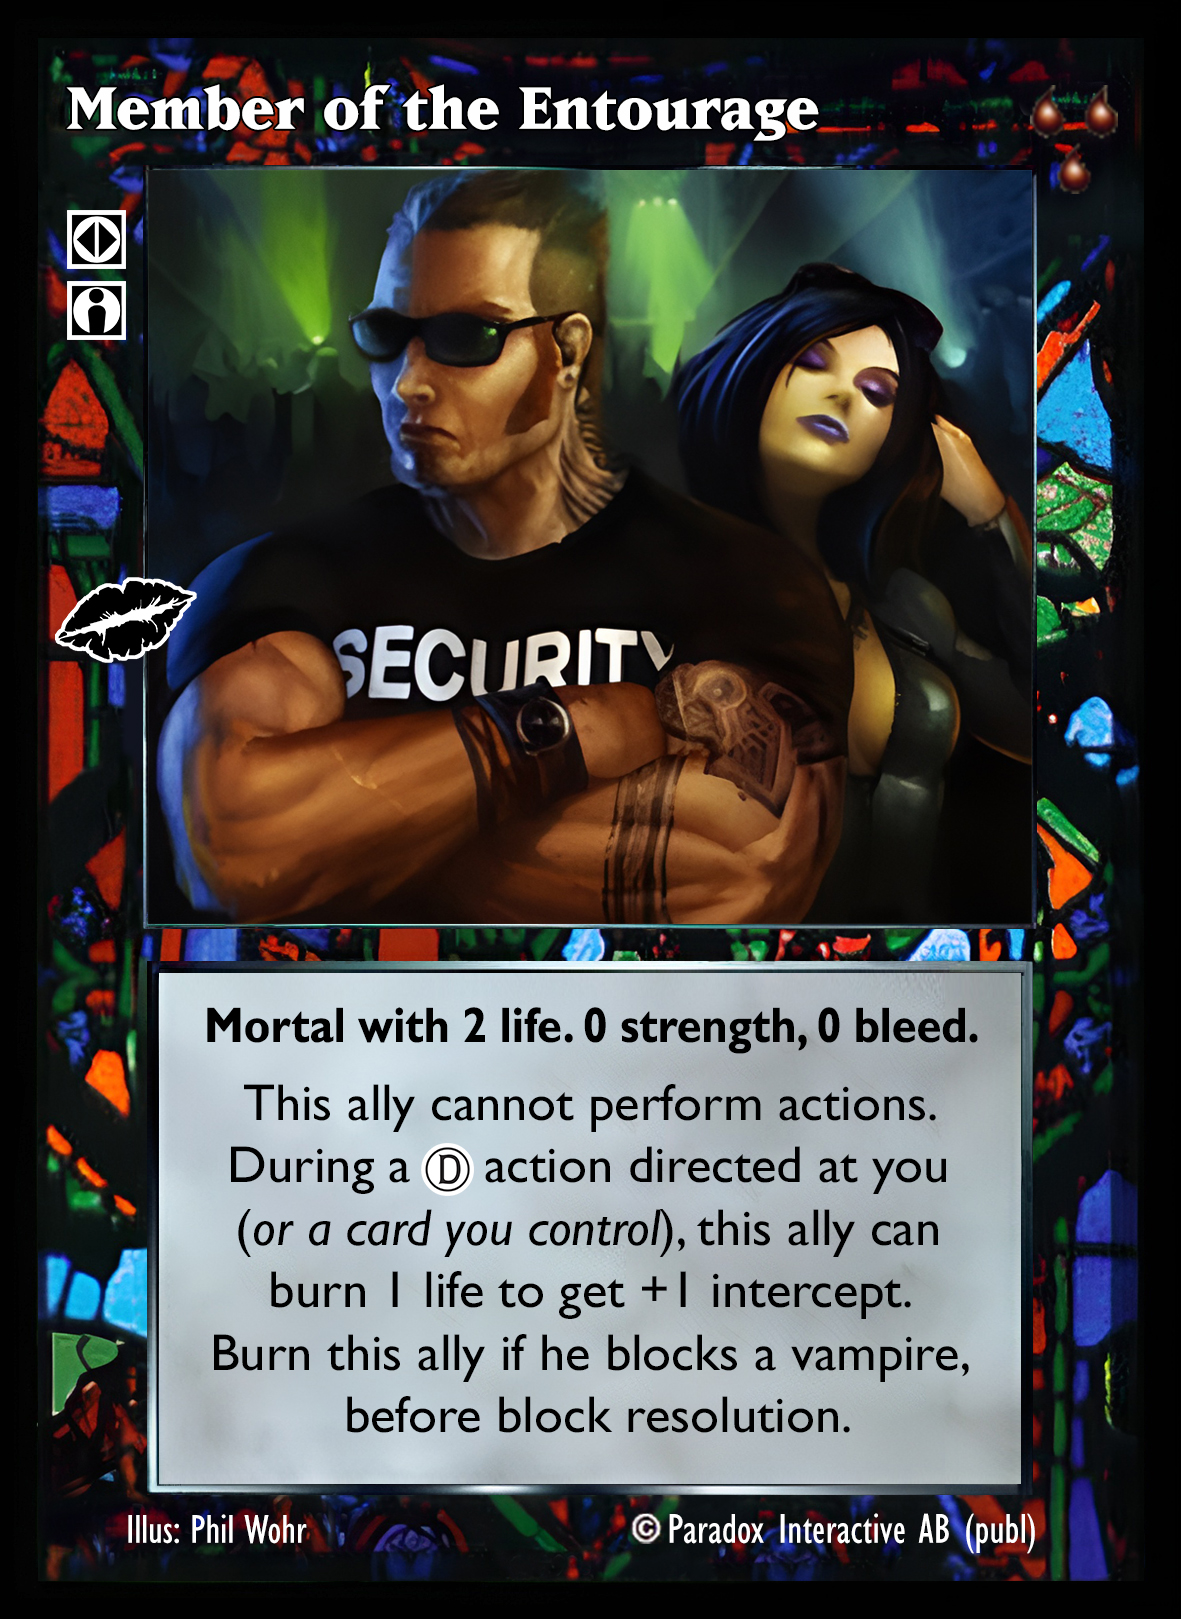 Member of the Entourage
SECURITY
Mortal with 2 life. 0 strength, 0 bleed.
This ally cannot perform actions.
During a Ⓓ action directed at you
(or a card you control), this ally can
burn 1 life to get +1 intercept.
Burn this ally if he blocks a vampire,
before block resolution.
Illus: Phil Wohr
© Paradox Interactive AB (publ)